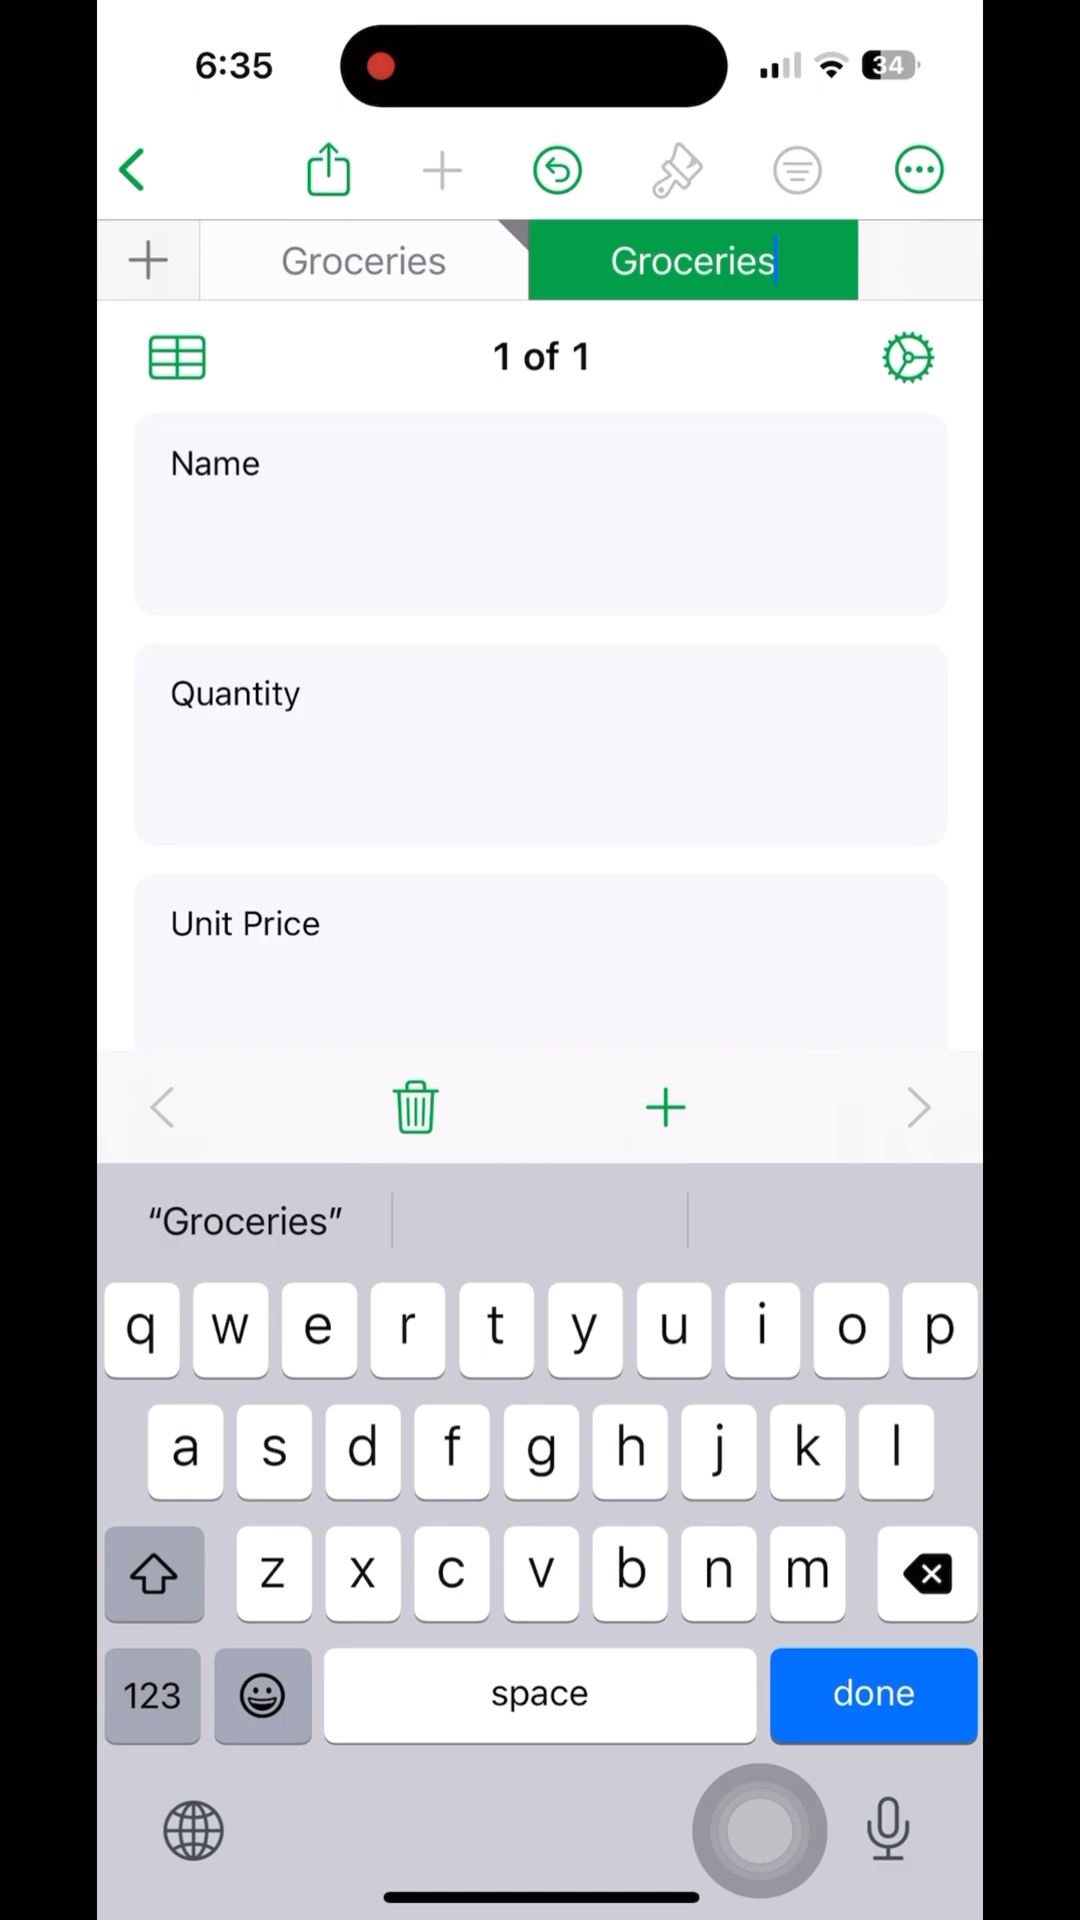 6:35
34
Groceries
Groceries
1 of 1
Name
Quantity
Unit Price
“Groceries”
q w e r t y u i o p
a s d f g h j k l
z x c v b n m
123 space done